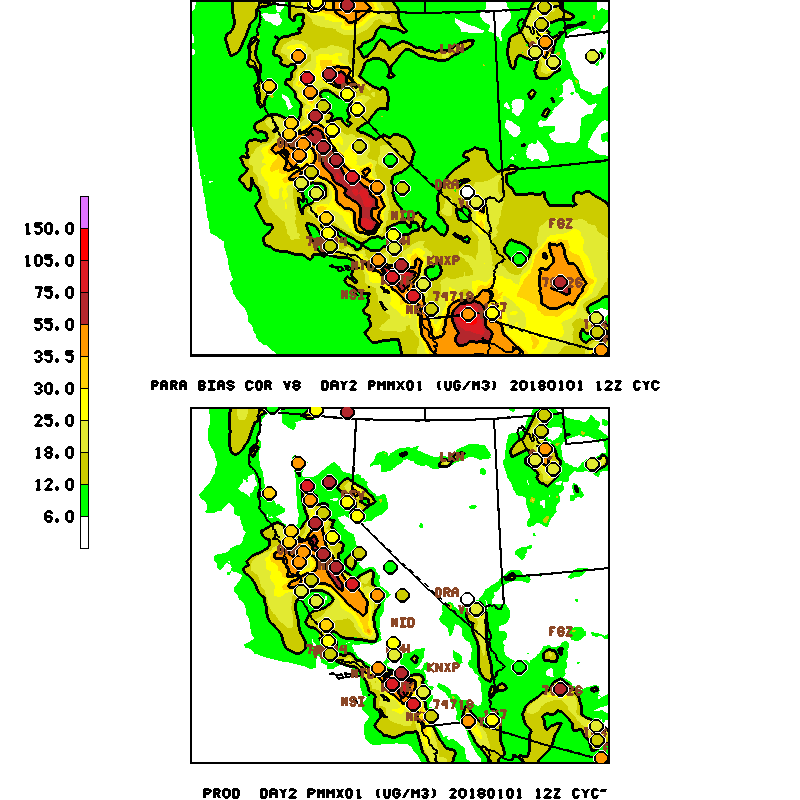 LKN
DRA
FGZ
NID
KNXP
NSI
74718
150.0
105.0
75.0
55.0
35.5
30.0
25.0
18.0
12.0
6.0
PARA BIAS COR V8 DAY2 PMMX01 (UG/M3) 20180101 12Z CYC
LKN
DRA
NID
FGZ
KNXP
NSI
74718
PROD DAY2 PMMX01 (UG/M3) 20180101 12Z CYC~